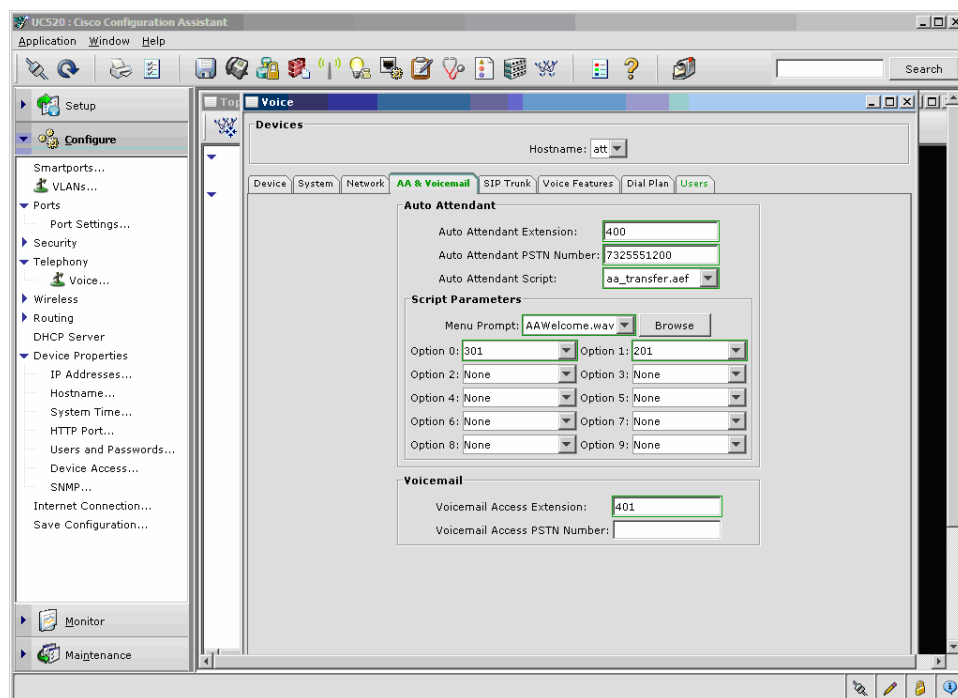 UC520 : Cisco Configuration Assistant
Application Window Help
Search
Setup
Configure
Smartports...
VLANs...
Ports
Port Settings...
Security
Telephony
Voice...
Wireless
Routing
DHCP Server
Device Properties
IP Addresses...
Hostname...
System Time...
HTTP Port...
Users and Passwords...
Device Access...
SNMP...
Internet Connection...
Save Configuration...
Monitor
Maintenance
Voice
Devices
Hostname: att
Device System Network AA & Voicemail SIP Trunk Voice Features Dial Plan Users
Auto Attendant
Auto Attendant Extension: 400
Auto Attendant PSTN Number: 7325551200
Auto Attendant Script: aa_transfer.aef
Script Parameters
Menu Prompt: AAWelcome.wav Browse
Option 0: 301 Option 1: 201
Option 2: None Option 3: None
Option 4: None Option 5: None
Option 6: None Option 7: None
Option 8: None Option 9: None
Voicemail
Voicemail Access Extension: 401
Voicemail Access PSTN Number: